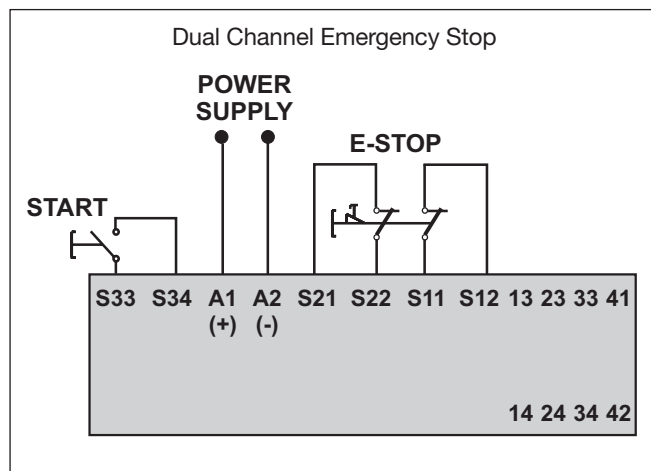 Dual Channel Emergency Stop
POWER
SUPPLY
E-STOP
START
S33 S34 A1 A2 S21 S22 S11 S12 13 23 33 41
(+) (-)
14 24 34 42